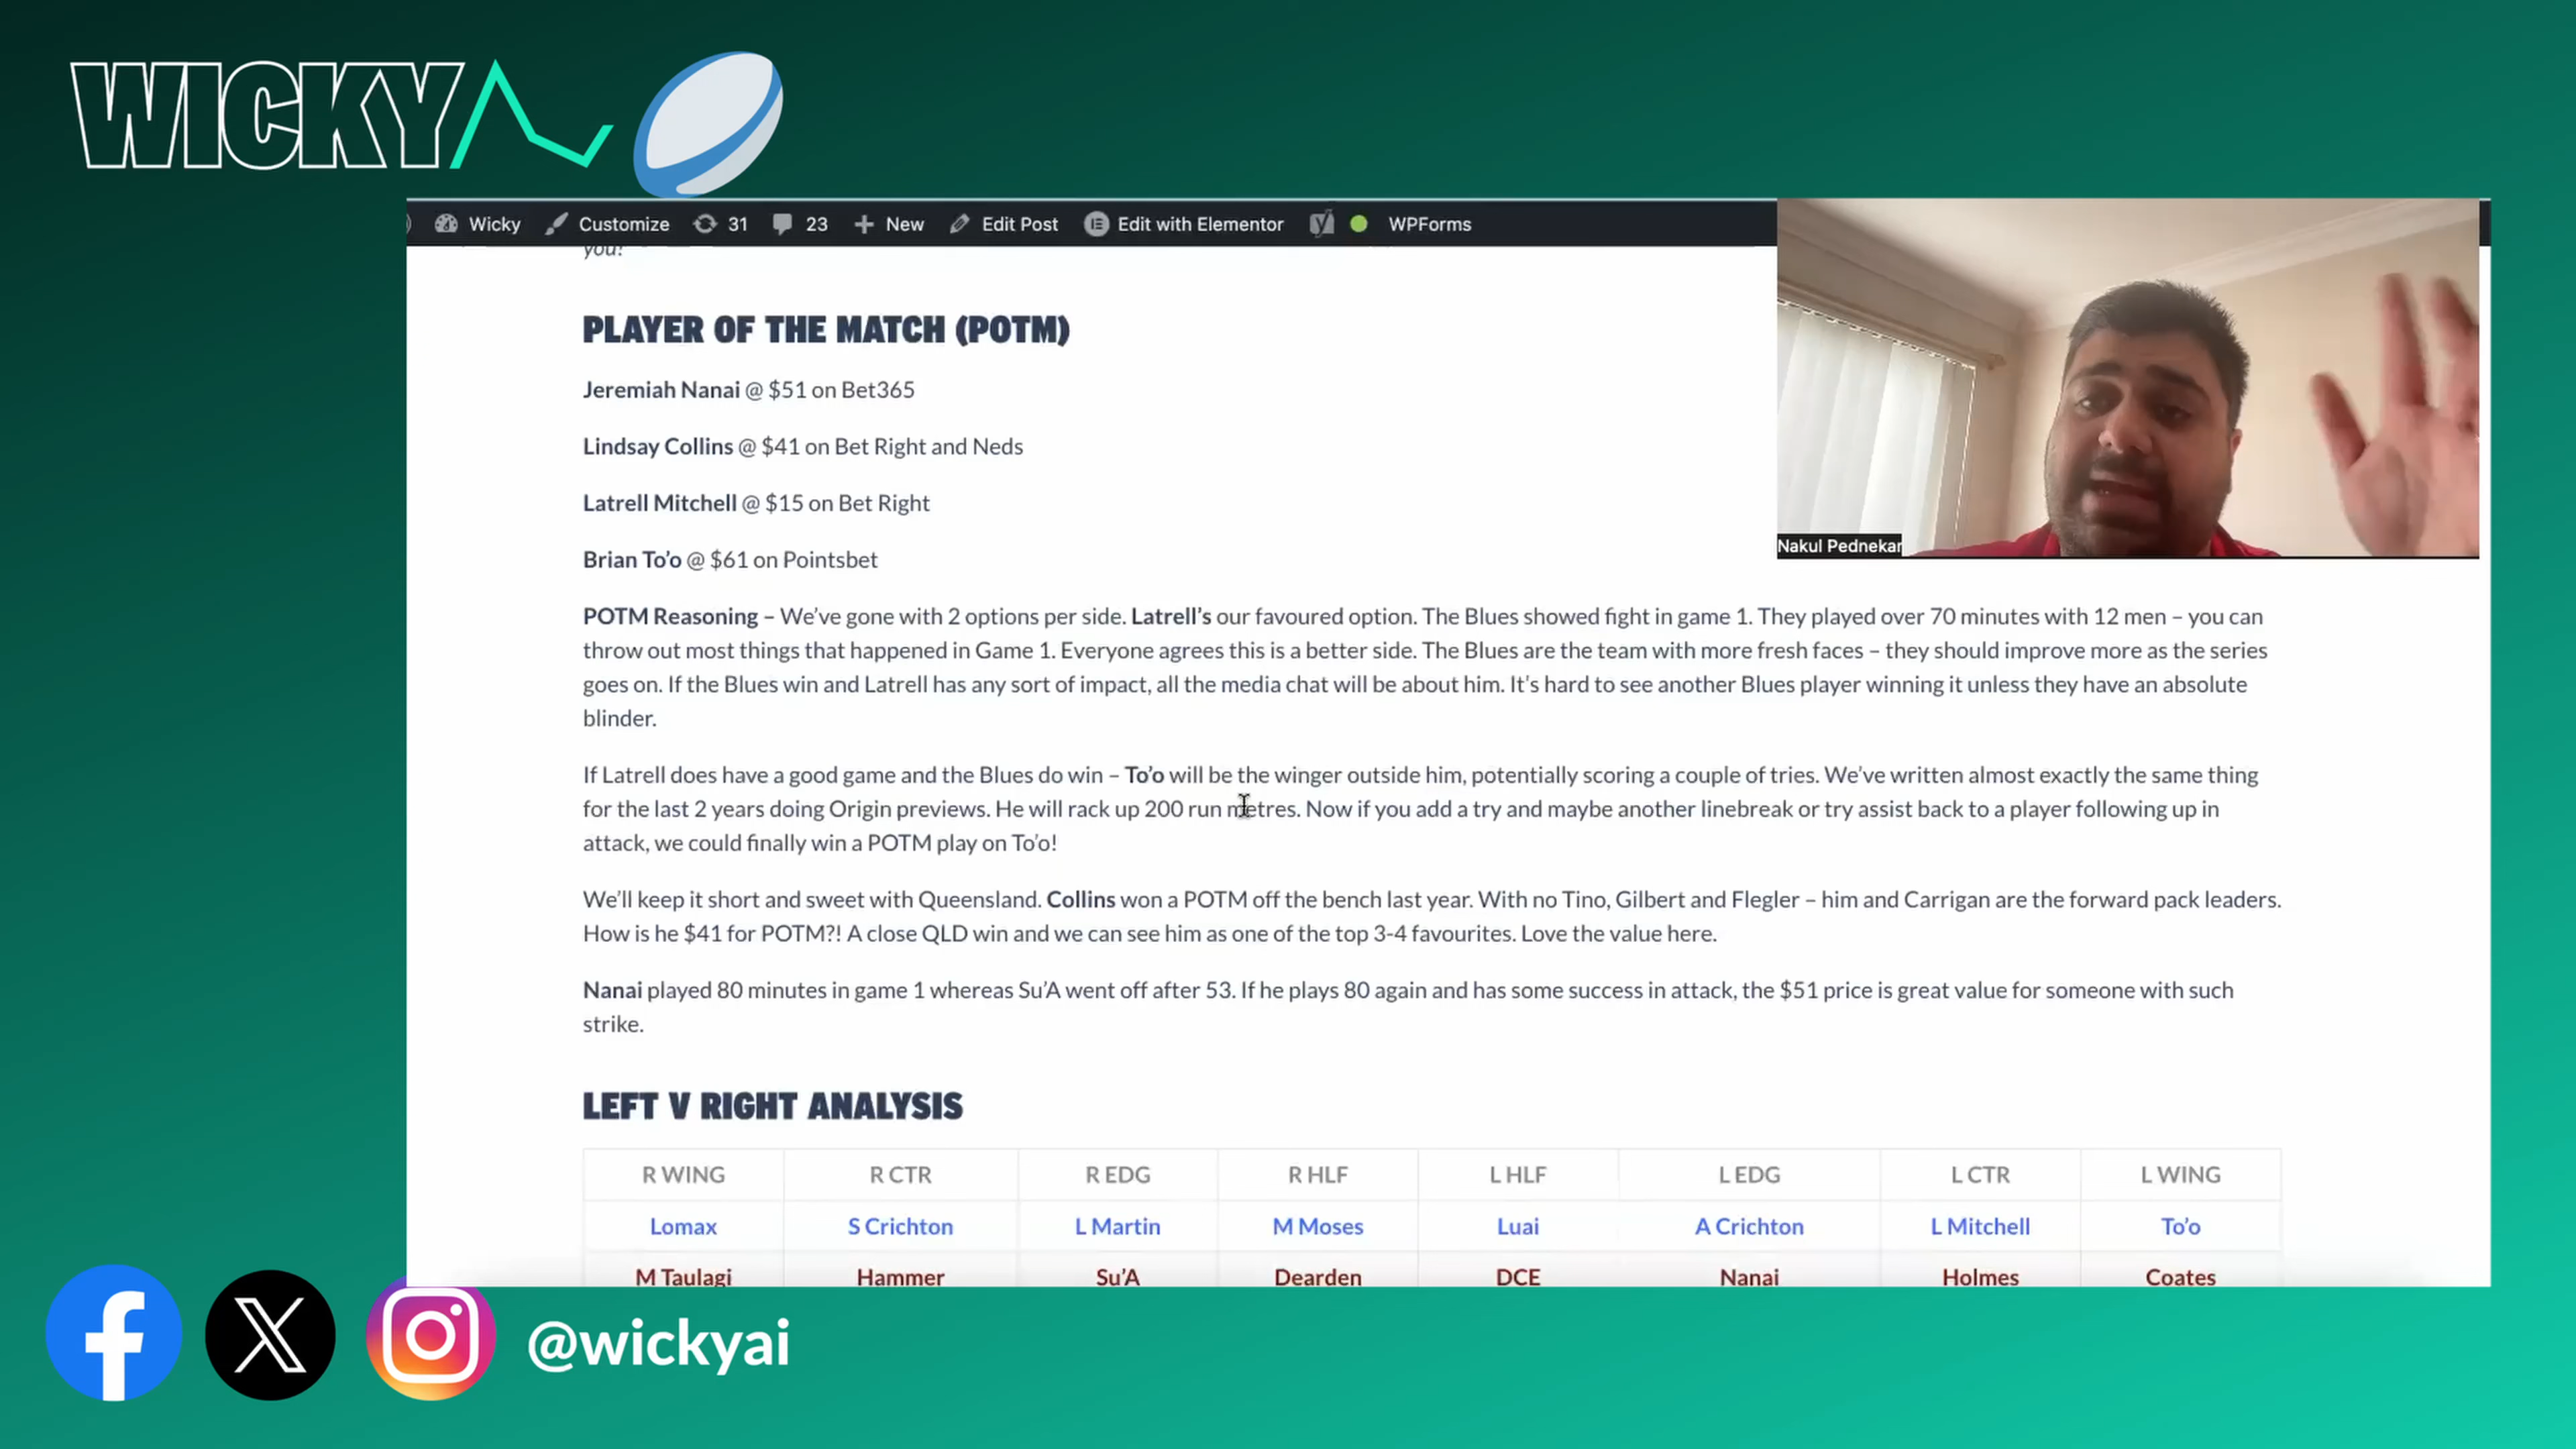 WICKY
Wicky Customize 31 23 New Edit Post Edit with Elementor WPForms
you!
PLAYER OF THE MATCH (POTM)
Jeremiah Nanai @ $51 on Bet365
Lindsay Collins @ $41 on Bet Right and Neds
Latrell Mitchell @ $15 on Bet Right
Nakul Pednekar
Brian To’o @ $61 on Pointsbet
POTM Reasoning – We’ve gone with 2 options per side. Latrell’s our favoured option. The Blues showed fight in game 1. They played over 70 minutes with 12 men – you can
throw out most things that happened in Game 1. Everyone agrees this is a better side. The Blues are the team with more fresh faces – they should improve more as the series
goes on. If the Blues win and Latrell has any sort of impact, all the media chat will be about him. It’s hard to see another Blues player winning it unless they have an absolute
blinder.
If Latrell does have a good game and the Blues do win – To’o will be the winger outside him, potentially scoring a couple of tries. We’ve written almost exactly the same thing
for the last 2 years doing Origin previews. He will rack up 200 run metres. Now if you add a try and maybe another linebreak or try assist back to a player following up in
attack, we could finally win a POTM play on To’o!
We’ll keep it short and sweet with Queensland. Collins won a POTM off the bench last year. With no Tino, Gilbert and Flegler – him and Carrigan are the forward pack leaders.
How is he $41 for POTM?! A close QLD win and we can see him as one of the top 3-4 favourites. Love the value here.
Nanai played 80 minutes in game 1 whereas Su’A went off after 53. If he plays 80 again and has some success in attack, the $51 price is great value for someone with such
strike.
LEFT V RIGHT ANALYSIS
R WING R CTR R EDG R HLF L HLF L EDG L CTR L WING
Lomax S Crichton L Martin M Moses Luai A Crichton L Mitchell To’o
M Taulagi Hammer Su’A Dearden DCE Nanai Holmes Coates
@wickyai